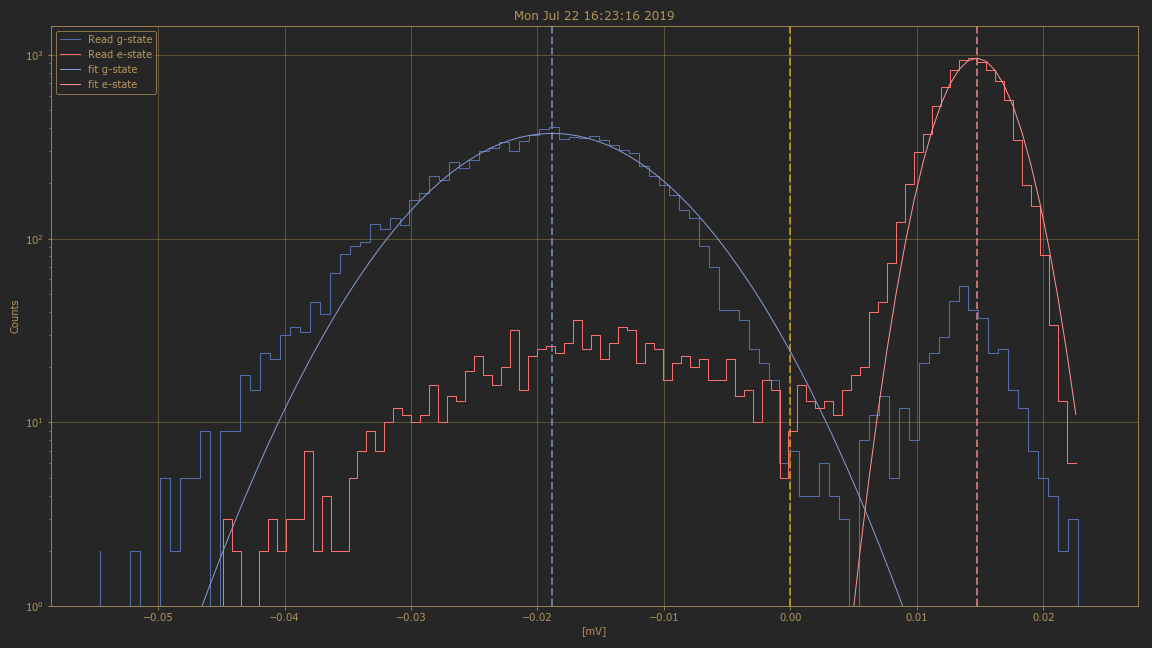 Mon Jul 22 16:23:16 2019
Read g-state
Read e-state
fit g-state
fit e-state
10³
10²
10¹
10⁰
Counts
−0.05 −0.04 −0.03 −0.02 −0.01 0.00 0.01 0.02
[mV]